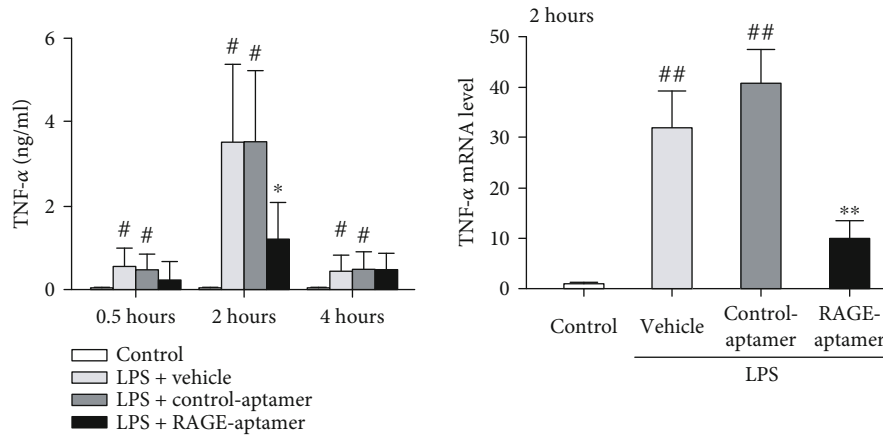 6
4
2
0
TNF-α (ng/ml)
# #
# #
*
# #
0.5 hours 2 hours 4 hours
Control
LPS + vehicle
LPS + control-aptamer
LPS + RAGE-aptamer
2 hours
50
40
30
20
10
0
TNF-α mRNA level
##
##
**
Control Vehicle Control-aptamer RAGE-aptamer
LPS